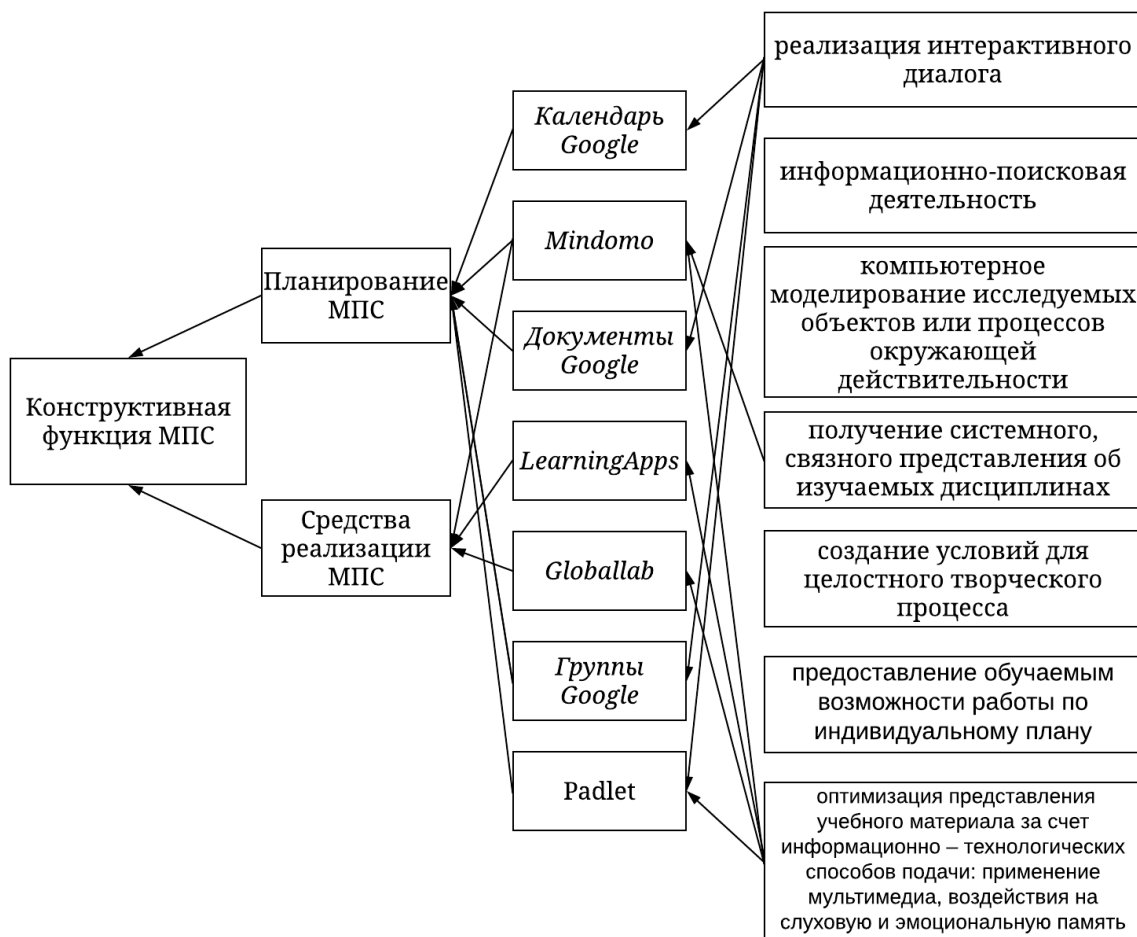 Конструктивная
функция МПС
Планирование
МПС
Средства
реализации
МПС
Календарь
Google
Mindomo
Документы
Google
LearningApps
Globallab
Группы
Google
Padlet
реализация интерактивного
диалога
информационно-поисковая
деятельность
компьютерное
моделирование исследуемых
объектов или процессов
окружающей
действительности
получение системного,
связного представления об
изучаемых дисциплинах
создание условий для
целостного творческого
процесса
предоставление обучаемым
возможности работы по
индивидуальному плану
оптимизация представления
учебного материала за счет
информационно – технологических
способов подачи: применение
мультимедиа, воздействия на
слуховую и эмоциональную память